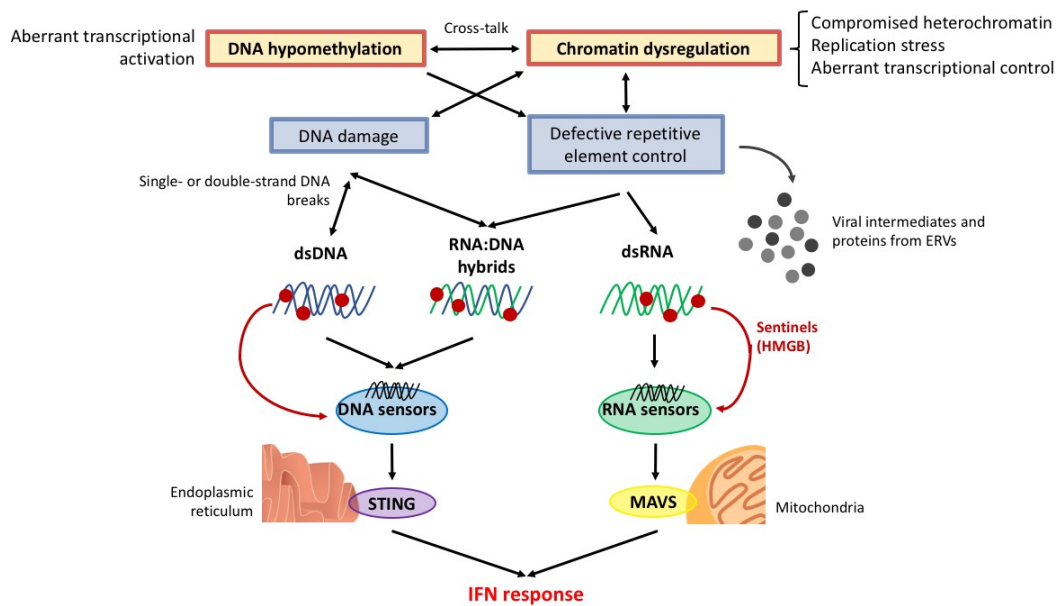 Aberrant transcriptional
activation
DNA hypomethylation
Cross-talk
Chromatin dysregulation
Compromised heterochromatin
Replication stress
Aberrant transcriptional control
DNA damage
Defective repetitive
element control
Single- or double-strand DNA
breaks
Viral intermediates and
proteins from ERVs
dsDNA
RNA:DNA
hybrids
dsRNA
Sentinels
(HMGB)
DNA sensors
RNA sensors
Endoplasmic
reticulum
STING
MAVS
Mitochondria
IFN response